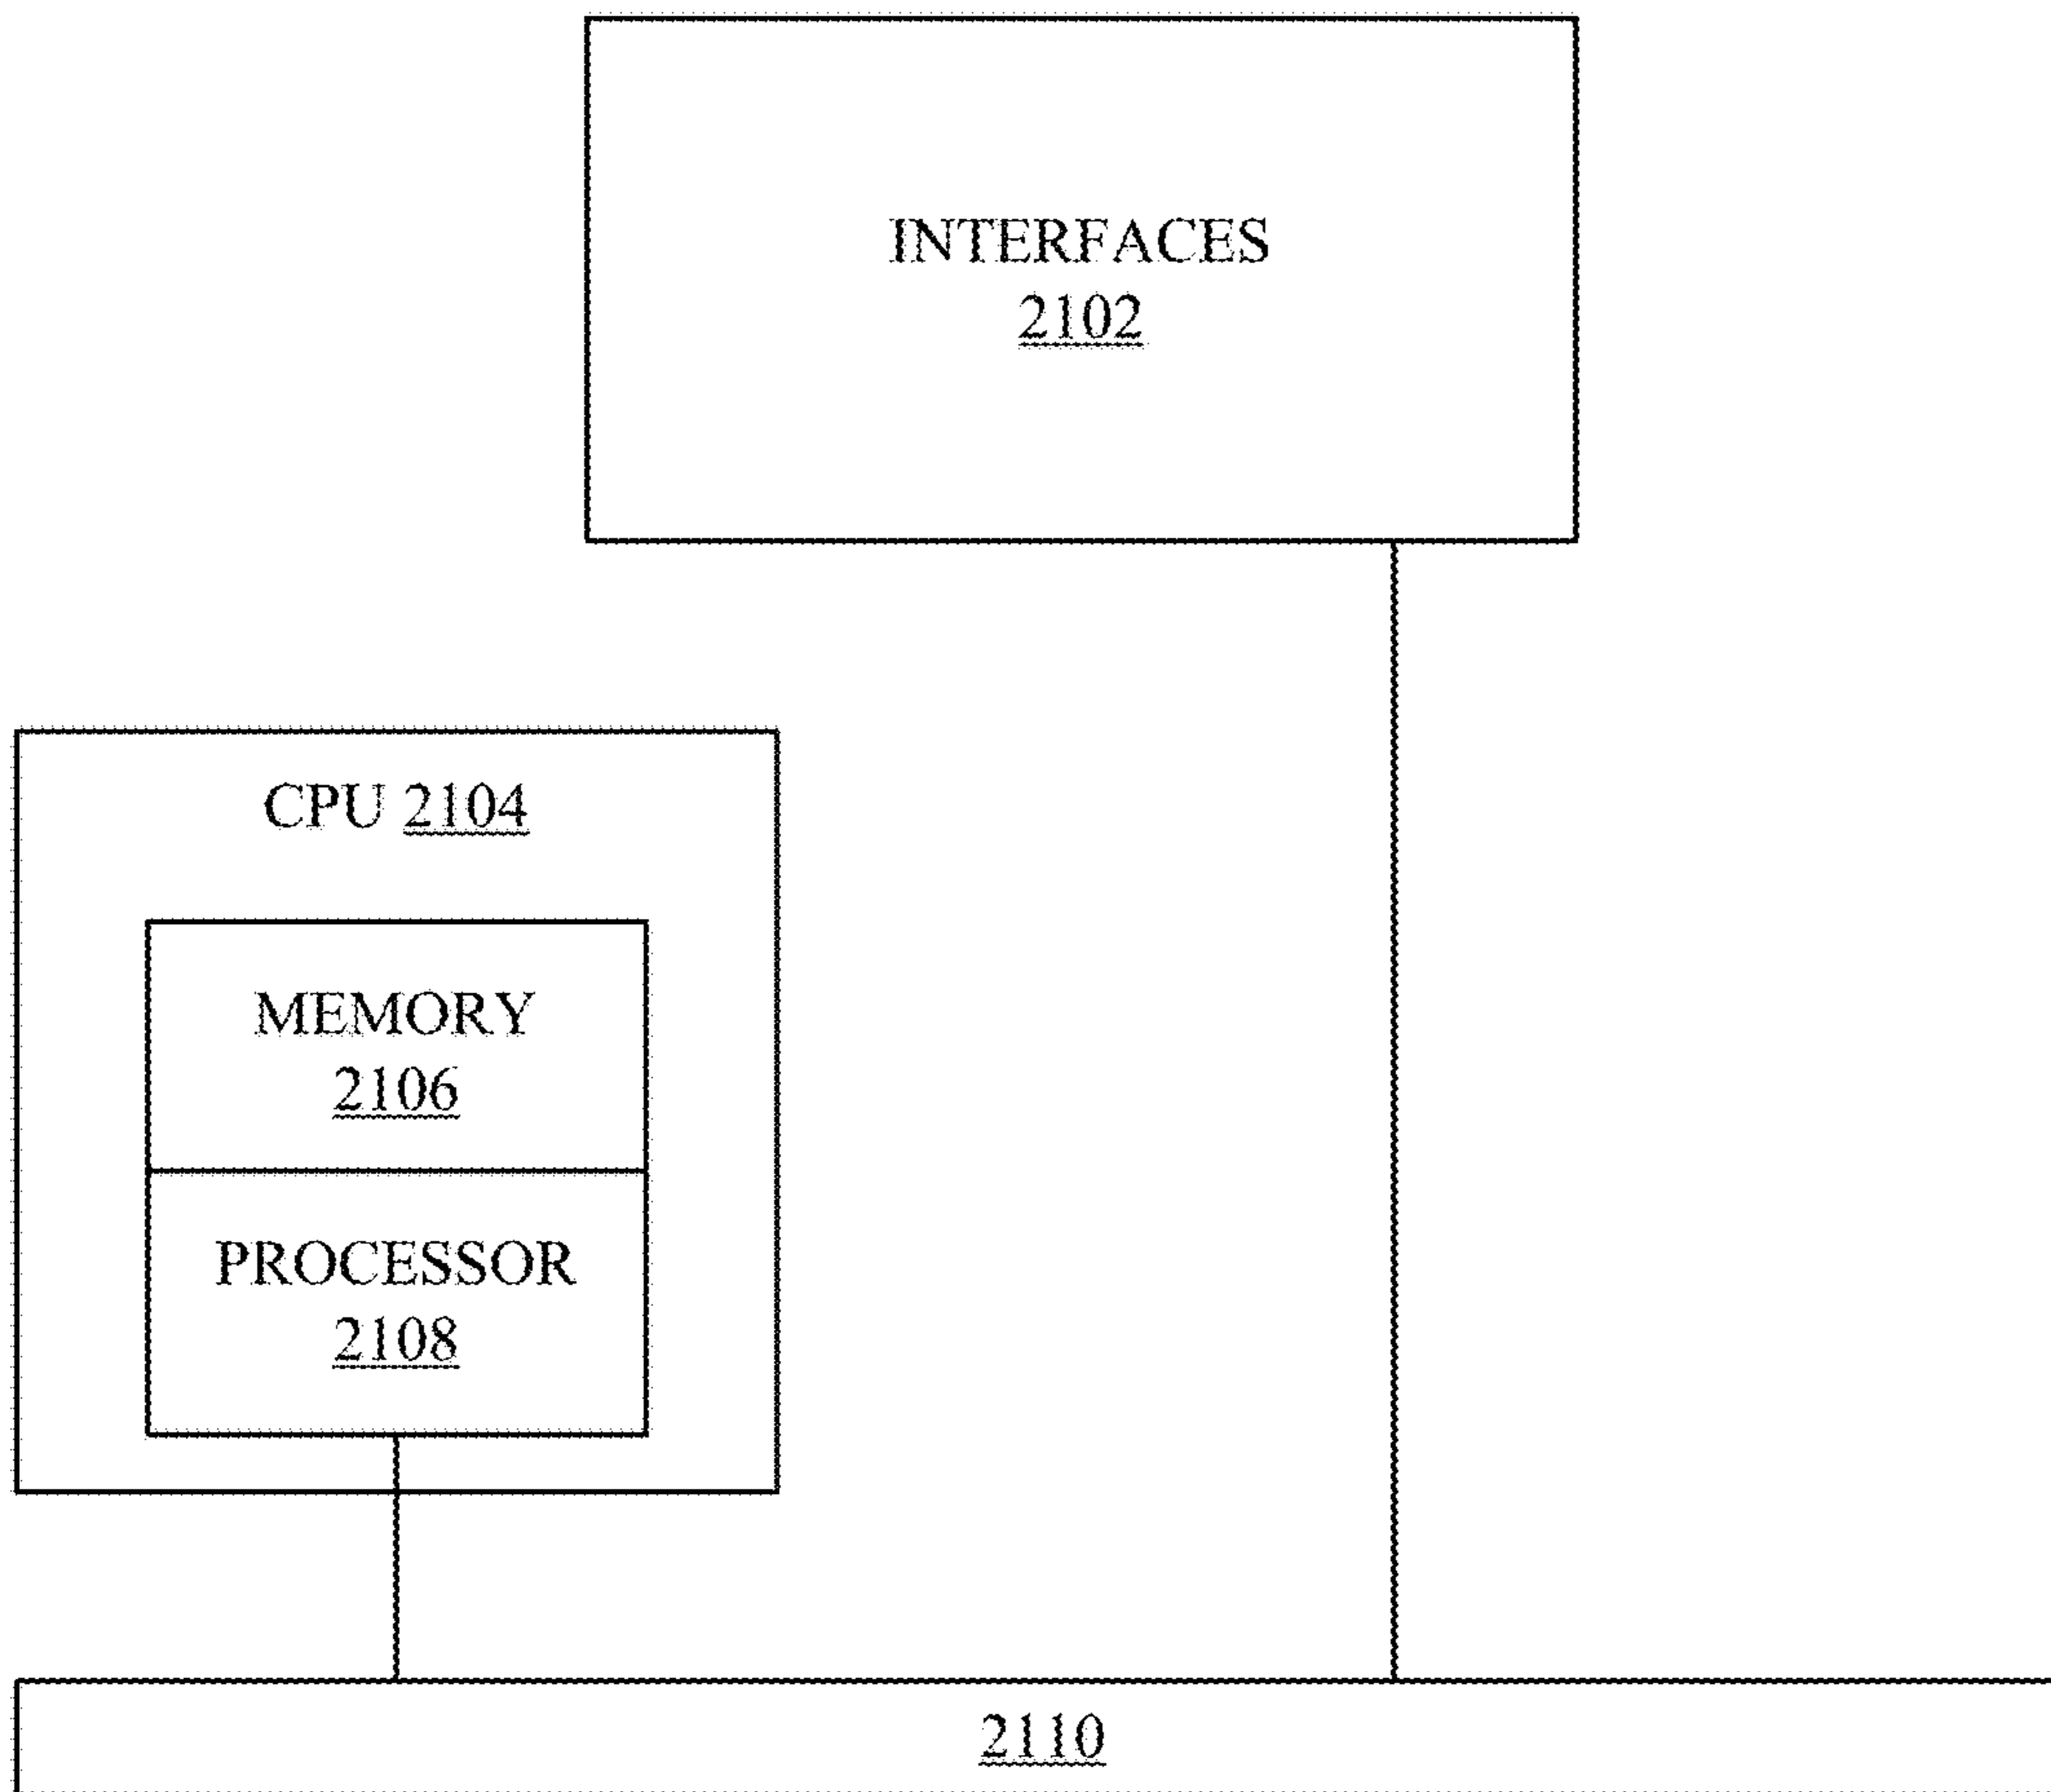 INTERFACES
2102
CPU 2104
MEMORY
2106
PROCESSOR
2108
2110